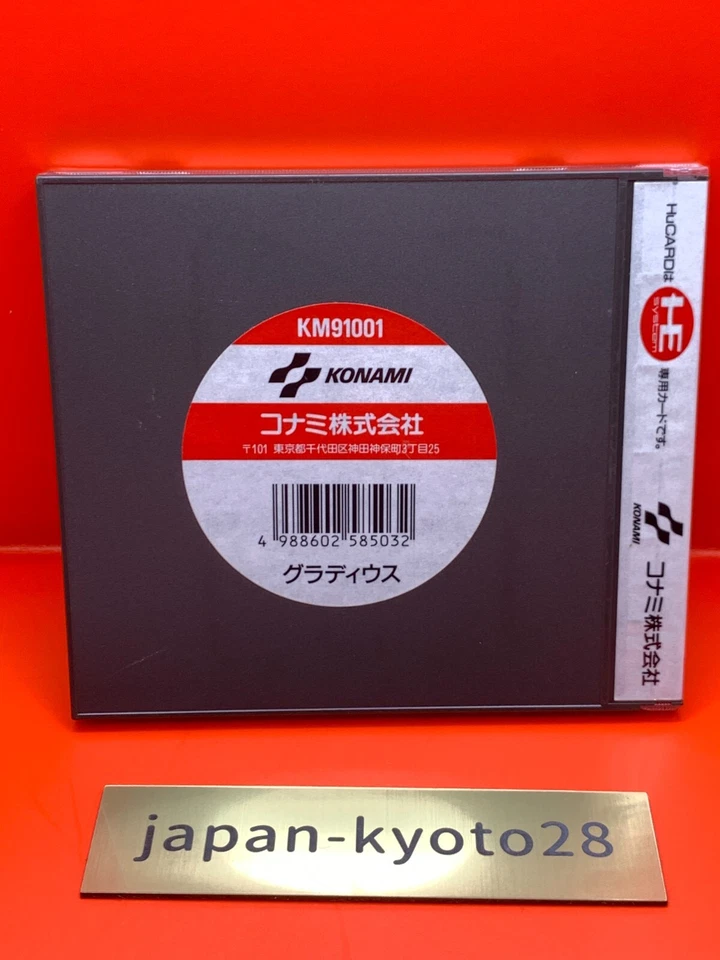 KM91001
KONAMI
コナミ株式会社
〒101 東京都千代田区神田神保町3丁目25
4 988602 585032
グラディウス
HuCARDは HE system 専用カードです。
KONAMI コナミ株式会社
japan-kyoto28